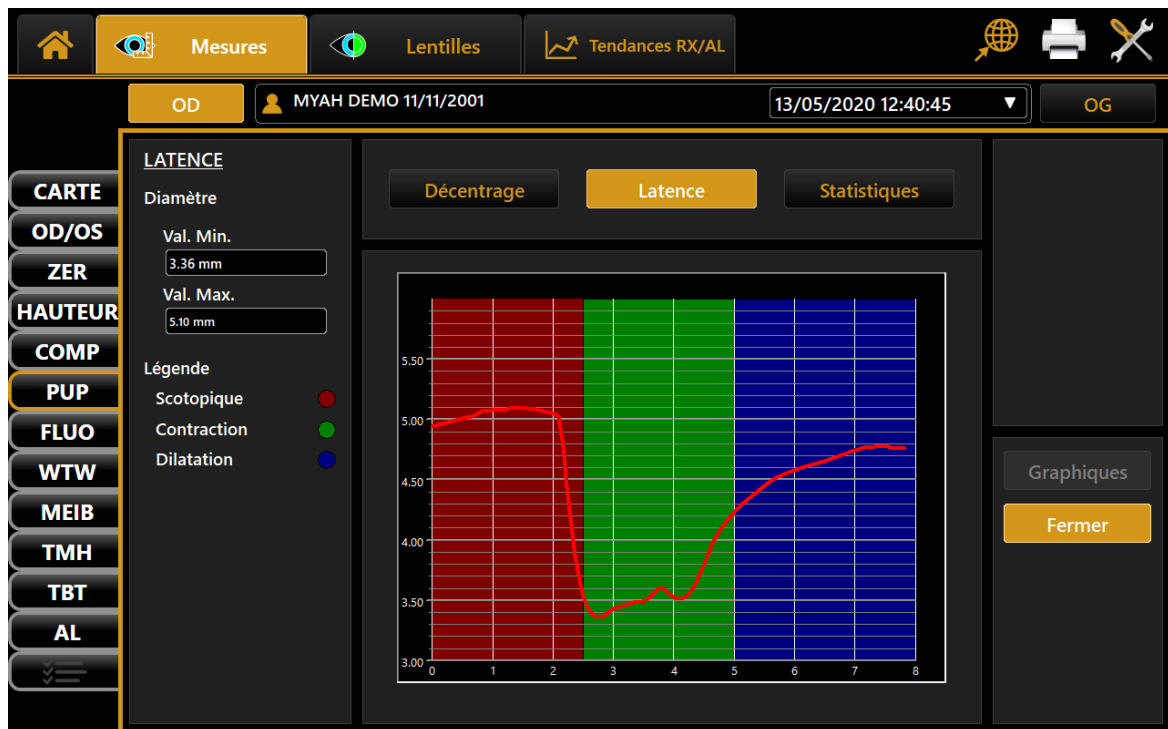 Mesures
Lentilles
Tendances RX/AL
OD
MYAH DEMO 11/11/2001
13/05/2020 12:40:45
OG
CARTE
OD/OS
ZER
HAUTEUR
COMP
PUP
FLUO
WTW
MEIB
TMH
TBT
AL
LATENCE
Diamètre
Val. Min.
3.36 mm
Val. Max.
5.10 mm
Légende
Scotopique
Contraction
Dilatation
Décentrage
Latence
Statistiques
5.50
5.00
4.50
4.00
3.50
3.00
0 1 2 3 4 5 6 7 8
Graphiques
Fermer